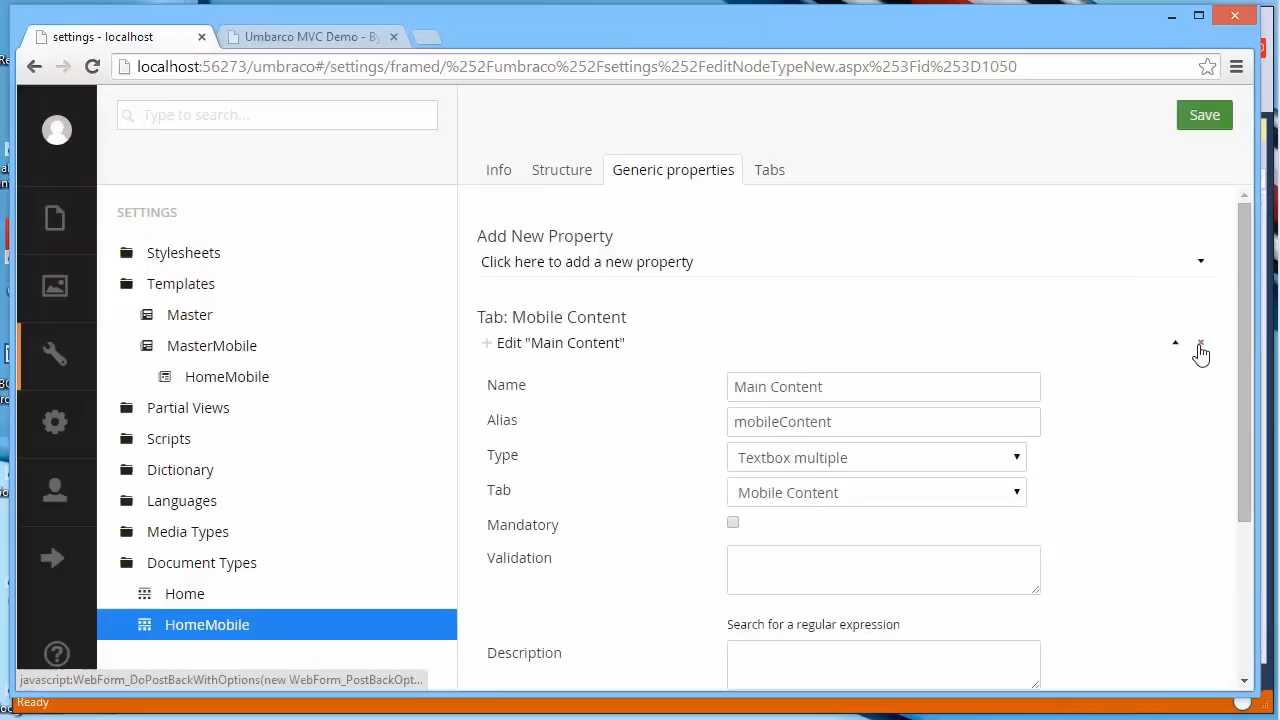 settings - localhost
Umbarco MVC Demo - By
localhost:56273/umbraco#/settings/framed/%252Fumbraco%252Fsettings%252FeditNodeTypeNew.aspx%253Fid%253D1050
Type to search...
Save
Info
Structure
Generic properties
Tabs
SETTINGS
Stylesheets
Templates
Master
MasterMobile
HomeMobile
Partial Views
Scripts
Dictionary
Languages
Media Types
Document Types
Home
HomeMobile
Add New Property
Click here to add a new property
Tab: Mobile Content
Edit "Main Content"
Name
Main Content
Alias
mobileContent
Type
Textbox multiple
Tab
Mobile Content
Mandatory
Validation
Search for a regular expression
Description
javascript:WebForm_DoPostBackWithOptions(new WebForm_PostBackOpt...
Ready